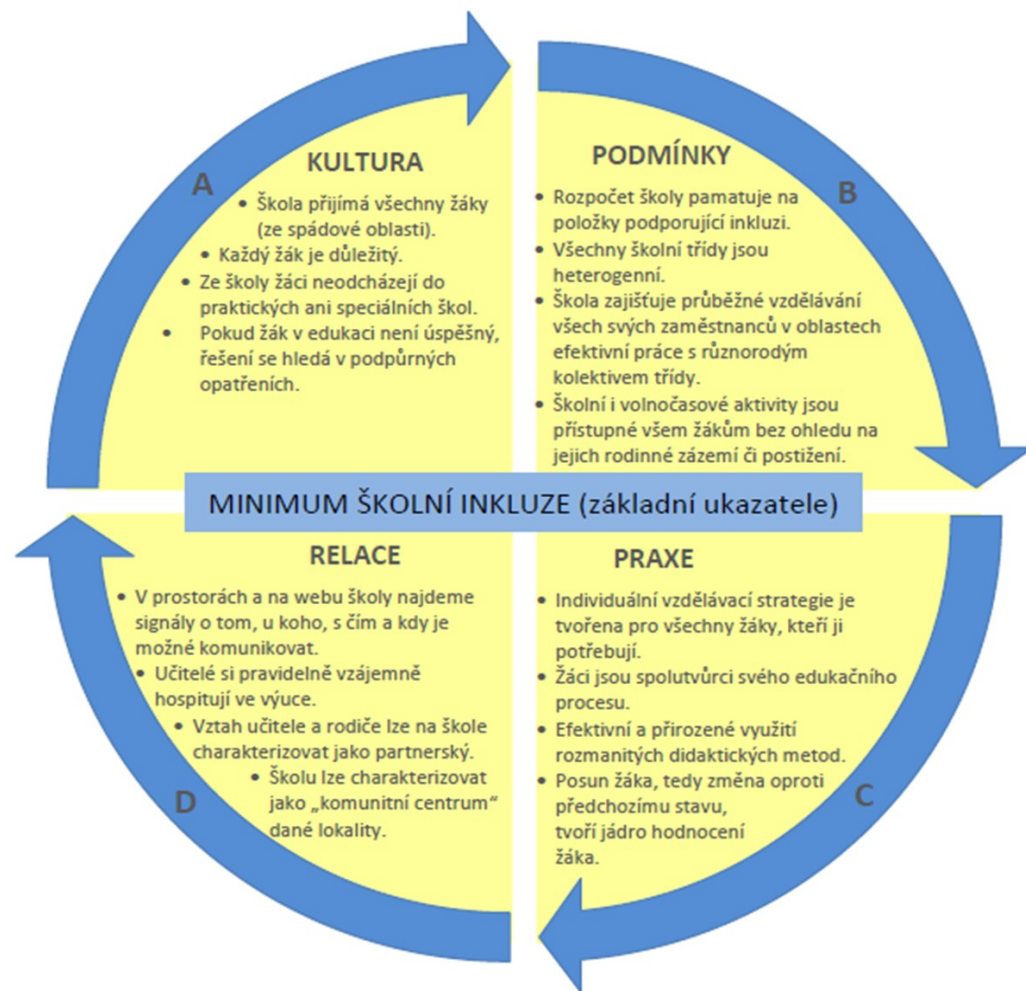 A
KULTURA
• Škola přijímá všechny žáky
(ze spádové oblasti).
• Každý žák je důležitý.
• Ze školy žáci neodcházejí do
praktických ani speciálních škol.
• Pokud žák v edukaci není úspěšný,
řešení se hledá v podpůrných
opatřeních.
B
PODMÍNKY
• Rozpočet školy pamatuje na
položky podporující inkluzi.
• Všechny školní třídy jsou
heterogenní.
• Škola zajišťuje průběžné vzdělávání
všech svých zaměstnanců v oblastech
efektivní práce s různorodým
kolektivem třídy.
• Školní i volnočasové aktivity jsou
přístupné všem žákům bez ohledu na
jejich rodinné zázemí či postižení.
MINIMUM ŠKOLNÍ INKLUZE (základní ukazatele)
PRAXE
• Individuální vzdělávací strategie je
tvořena pro všechny žáky, kteří ji
potřebují.
• Žáci jsou spolutvůrci svého edukačního
procesu.
• Efektivní a přirozené využití
rozmanitých didaktických metod.
• Posun žáka, tedy změna oproti
předchozímu stavu,
tvoří jádro hodnocení
žáka.
C
RELACE
• V prostorách a na webu školy najdeme
signály o tom, u koho, s čím a kdy je
možné komunikovat.
• Učitelé si pravidelně vzájemně
hospitují ve výuce.
• Vztah učitele a rodiče lze na škole
charakterizovat jako partnerský.
• Školu lze charakterizovat
jako „komunitní centrum“
dané lokality.
D